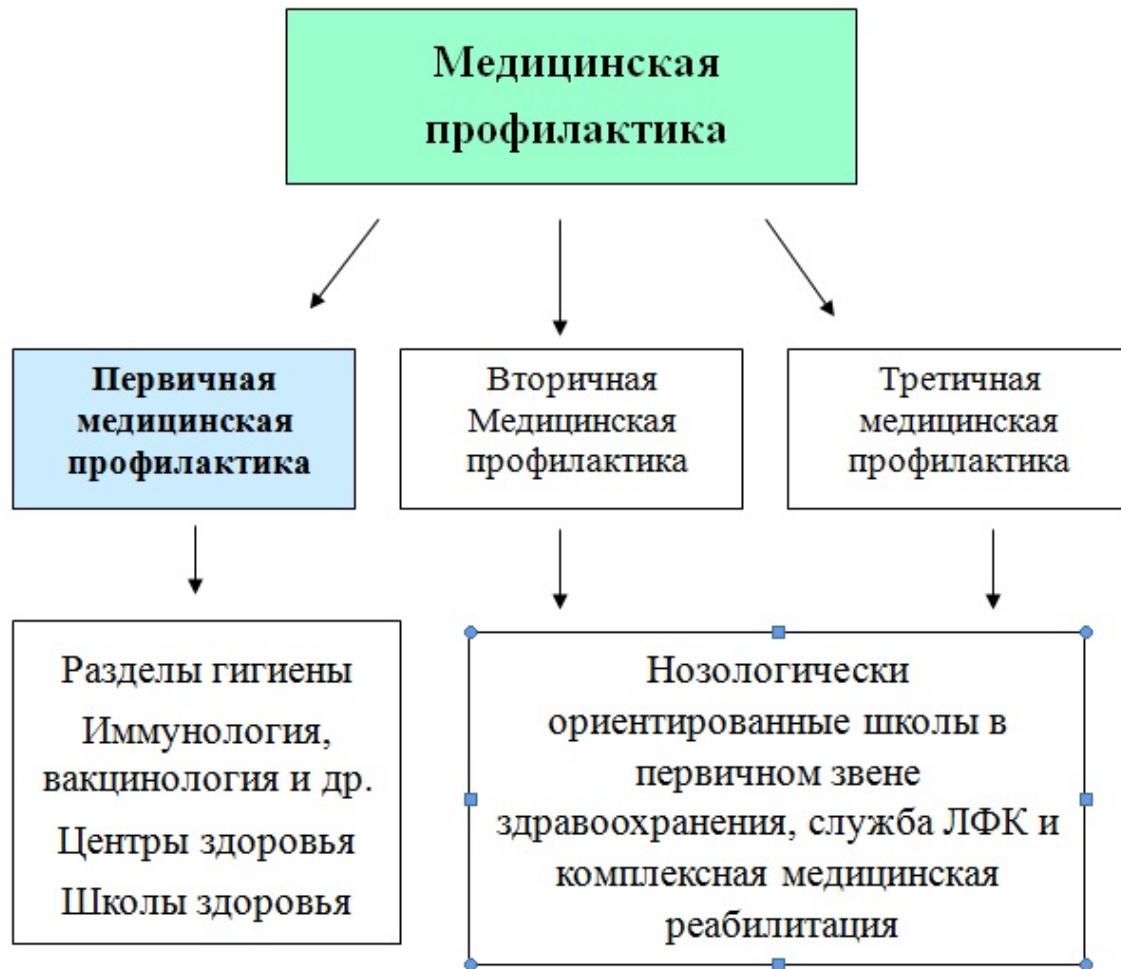 Медицинская
профилактика
Первичная
медицинская
профилактика
Вторичная
Медицинская
профилактика
Третичная
медицинская
профилактика
Разделы гигиены
Иммунология,
вакцинология и др.
Центры здоровья
Школы здоровья
Нозологически
ориентированные школы в
первичном звене
здравоохранения, служба ЛФК и
комплексная медицинская
реабилитация